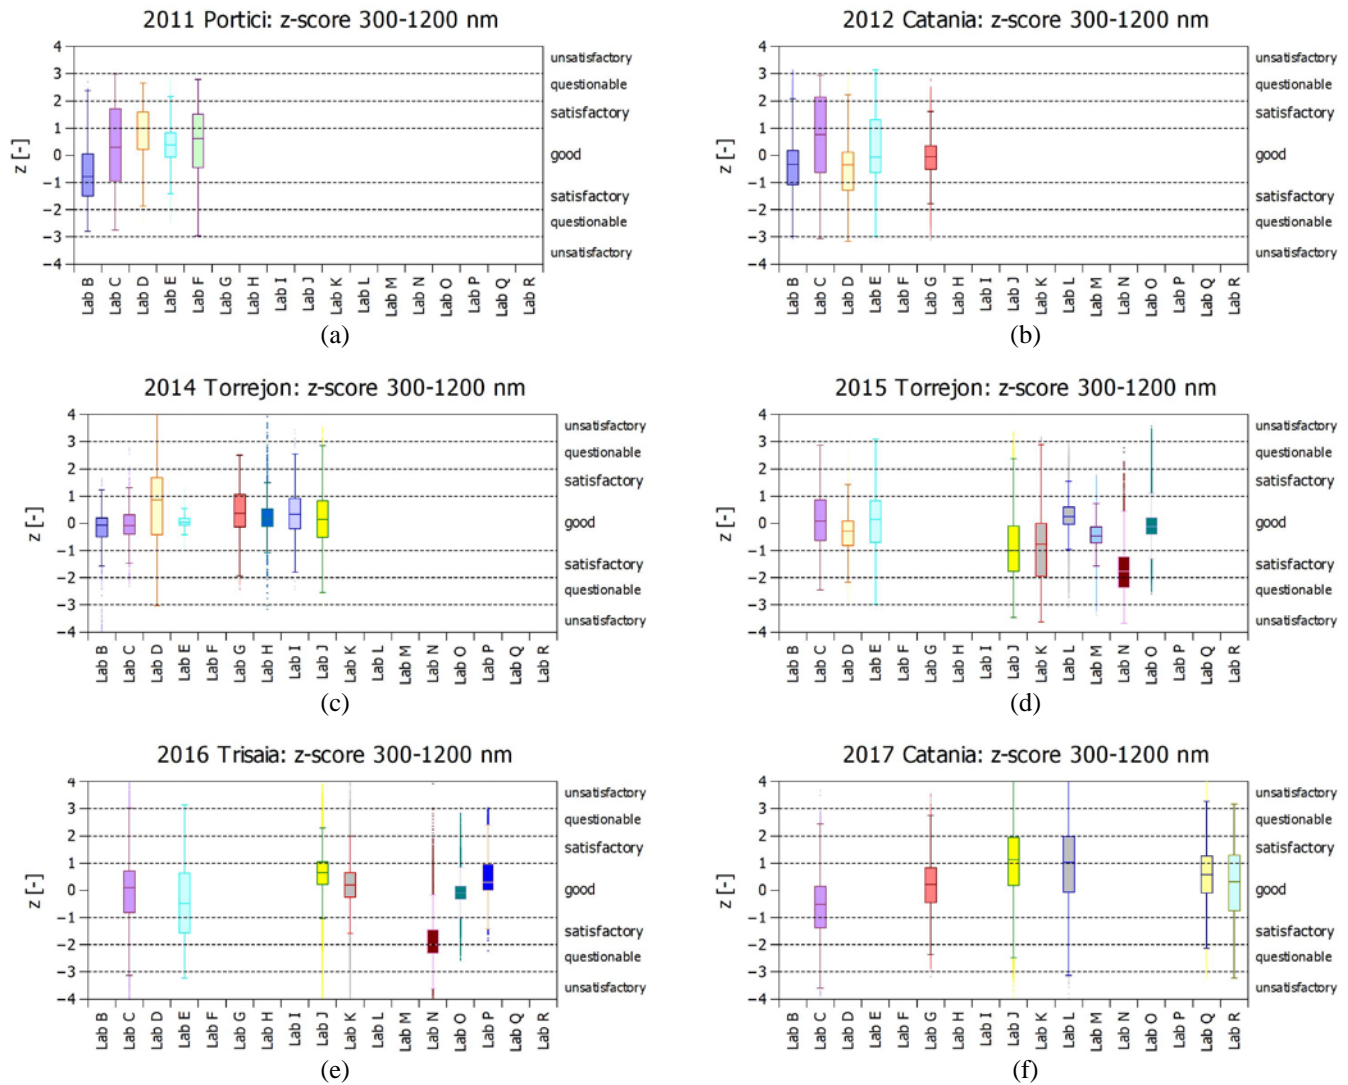 2011 Portici: z-score 300-1200 nm
4
3
2
1
0
−1
−2
−3
−4
z [-]
unsatisfactory
questionable
satisfactory
good
satisfactory
questionable
unsatisfactory
Lab B
Lab C
Lab D
Lab E
Lab F
Lab G
Lab H
Lab I
Lab J
Lab K
Lab L
Lab M
Lab N
Lab O
Lab P
Lab Q
Lab R
(a)
2012 Catania: z-score 300-1200 nm
4
3
2
1
0
−1
−2
−3
−4
z [-]
unsatisfactory
questionable
satisfactory
good
satisfactory
questionable
unsatisfactory
Lab B
Lab C
Lab D
Lab E
Lab F
Lab G
Lab H
Lab I
Lab J
Lab K
Lab L
Lab M
Lab N
Lab O
Lab P
Lab Q
Lab R
(b)
2014 Torrejon: z-score 300-1200 nm
4
3
2
1
0
−1
−2
−3
−4
z [-]
unsatisfactory
questionable
satisfactory
good
satisfactory
questionable
unsatisfactory
Lab B
Lab C
Lab D
Lab E
Lab F
Lab G
Lab H
Lab I
Lab J
Lab K
Lab L
Lab M
Lab N
Lab O
Lab P
Lab Q
Lab R
(c)
2015 Torrejon: z-score 300-1200 nm
4
3
2
1
0
−1
−2
−3
−4
z [-]
unsatisfactory
questionable
satisfactory
good
satisfactory
questionable
unsatisfactory
Lab B
Lab C
Lab D
Lab E
Lab F
Lab G
Lab H
Lab I
Lab J
Lab K
Lab L
Lab M
Lab N
Lab O
Lab P
Lab Q
Lab R
(d)
2016 Trisaia: z-score 300-1200 nm
4
3
2
1
0
−1
−2
−3
−4
z [-]
unsatisfactory
questionable
satisfactory
good
satisfactory
questionable
unsatisfactory
Lab B
Lab C
Lab D
Lab E
Lab F
Lab G
Lab H
Lab I
Lab J
Lab K
Lab L
Lab M
Lab N
Lab O
Lab P
Lab Q
Lab R
(e)
2017 Catania: z-score 300-1200 nm
4
3
2
1
0
−1
−2
−3
−4
z [-]
unsatisfactory
questionable
satisfactory
good
satisfactory
questionable
unsatisfactory
Lab B
Lab C
Lab D
Lab E
Lab F
Lab G
Lab H
Lab I
Lab J
Lab K
Lab L
Lab M
Lab N
Lab O
Lab P
Lab Q
Lab R
(f)